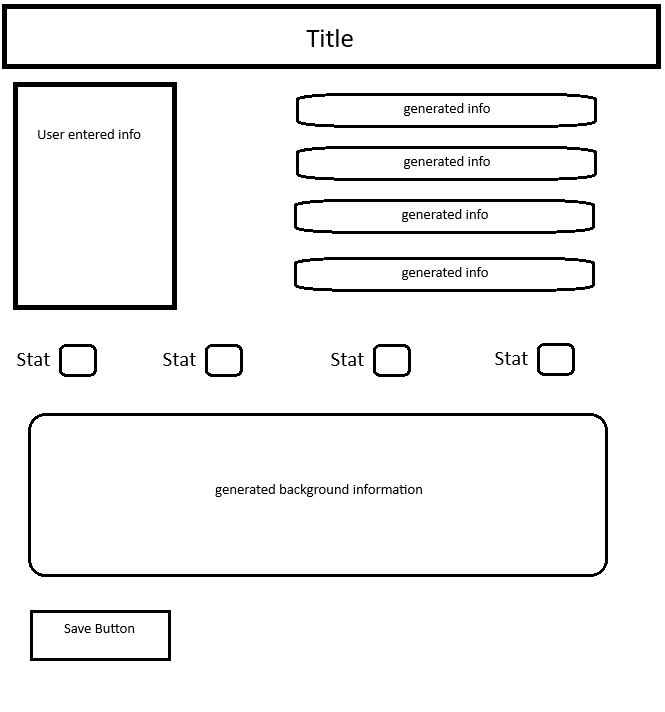 Title
User entered info
generated info
generated info
generated info
generated info
Stat
Stat
Stat
Stat
generated background information
Save Button